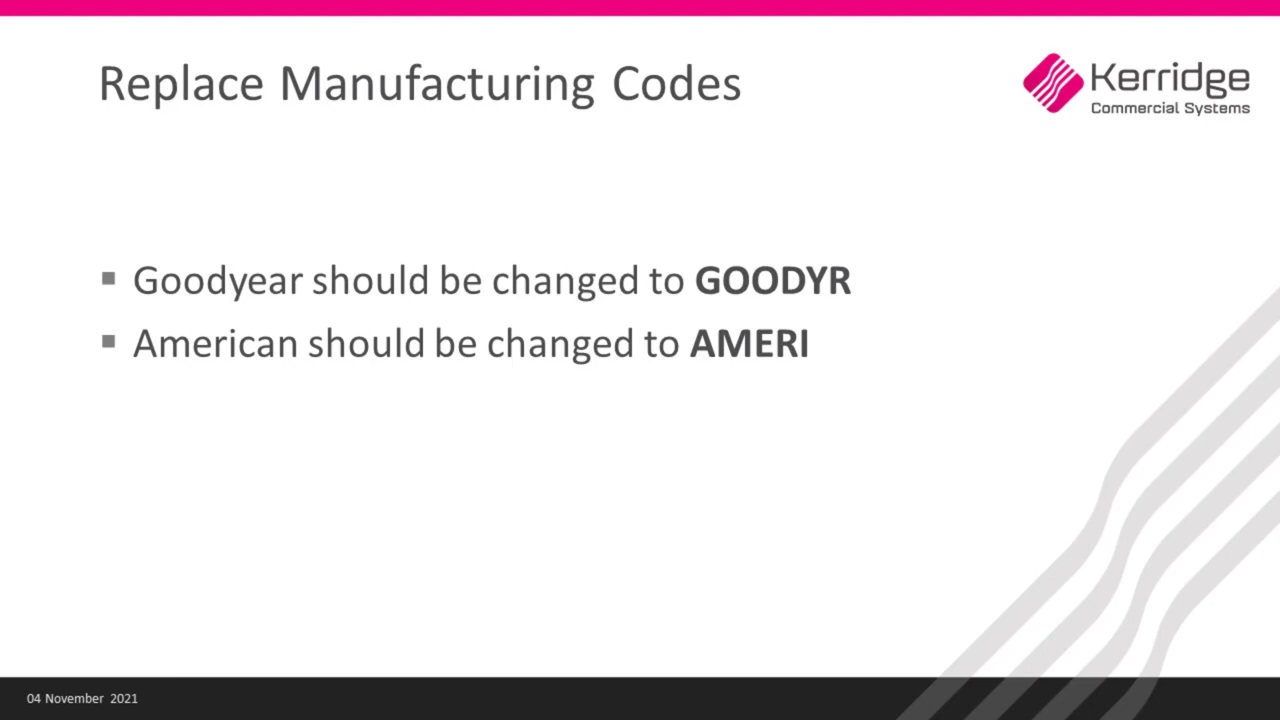 Replace Manufacturing Codes
Kerridge
Commercial Systems
Goodyear should be changed to GOODYR
American should be changed to AMERI
04 November 2021